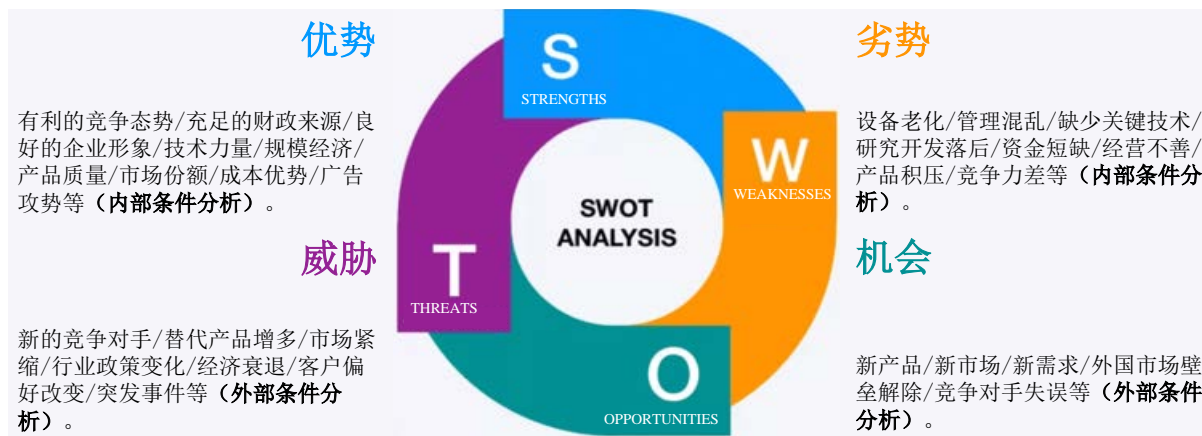 优势
有利的竞争态势/充足的财政来源/良
好的企业形象/技术力量/规模经济/
产品质量/市场份额/成本优势/广告
攻势等（内部条件分析）。
威胁
新的竞争对手/替代产品增多/市场紧
缩/行业政策变化/经济衰退/客户偏
好改变/突发事件等（外部条件分
析）。
S
STRENGTHS
W
WEAKNESSES
SWOT
ANALYSIS
T
THREATS
O
OPPORTUNITIES
劣势
设备老化/管理混乱/缺少关键技术/
研究开发落后/资金短缺/经营不善/
产品积压/竞争力差等（内部条件分
析）。
机会
新产品/新市场/新需求/外国市场壁
垒解除/竞争对手失误等（外部条件
分析）。